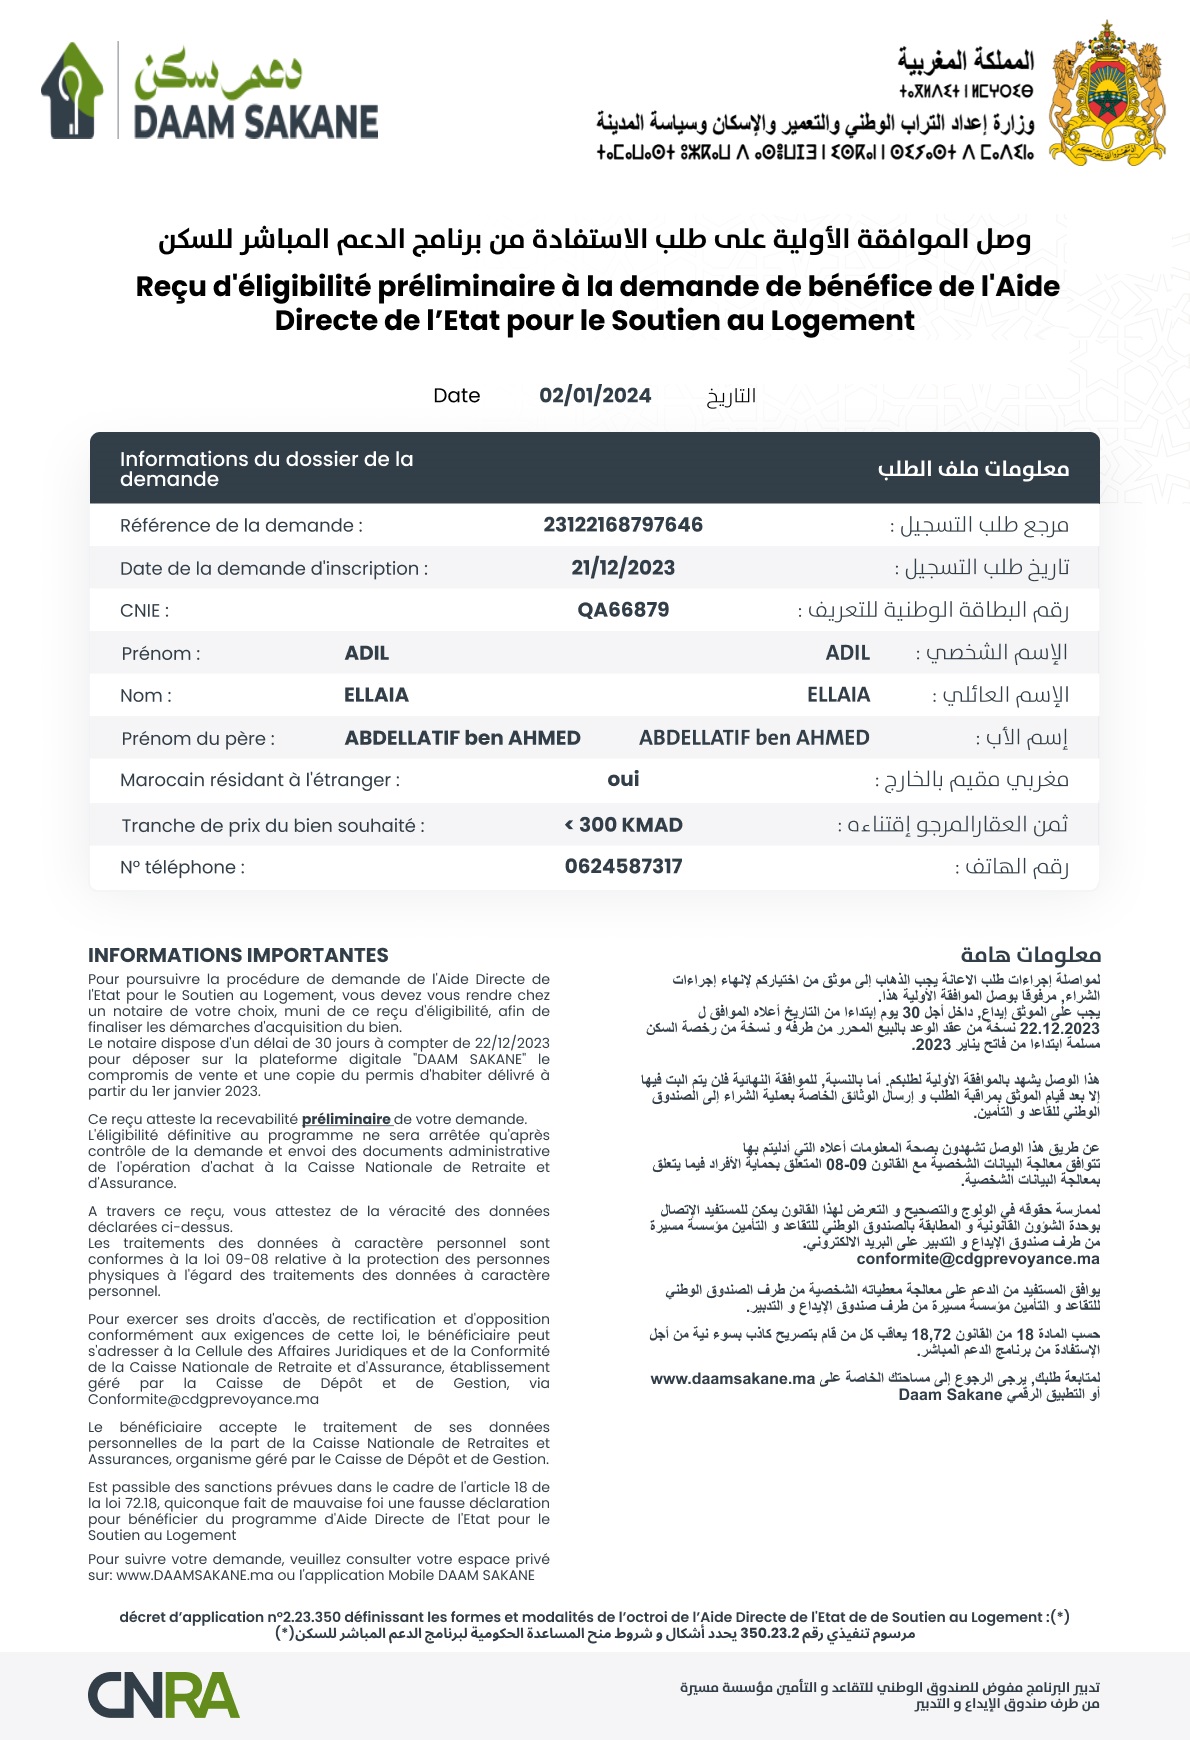 دعم سكن
DAAM SAKANE
المملكة المغربية
ⵜⴰⴳⵍⴷⵉⵜ ⵏ ⵍⵎⵖⵔⵉⴱ
وزارة إعداد التراب الوطني والتعمير والإسكان وسياسة المدينة
وصل الموافقة الأولية على طلب الاستفادة من برنامج الدعم المباشر للسكن
Reçu d'éligibilité préliminaire à la demande de bénéfice de l'Aide
Directe de l’Etat pour le Soutien au Logement
Date 02/01/2024 التاريخ
Informations du dossier de la
demande
معلومات ملف الطلب
Référence de la demande : 23122168797646 مرجع طلب التسجيل :
Date de la demande d'inscription : 21/12/2023 تاريخ طلب التسجيل :
CNIE : QA66879 رقم البطاقة الوطنية للتعريف :
Prénom : ADIL ADIL الإسم الشخصي :
Nom : ELLAIA ELLAIA الإسم العائلي :
Prénom du père : ABDELLATIF ben AHMED ABDELLATIF ben AHMED إسم الأب :
Marocain résidant à l'étranger : oui مغربي مقيم بالخارج :
Tranche de prix du bien souhaité : < 300 KMAD ثمن العقارالمرجو إقتناءه :
N° téléphone : 0624587317 رقم الهاتف :
INFORMATIONS IMPORTANTES
Pour poursuivre la procédure de demande de l'Aide Directe de
l'Etat pour le Soutien au Logement, vous devez vous rendre chez
un notaire de votre choix, muni de ce reçu d'éligibilité, afin de
finaliser les démarches d'acquisition du bien.
Le notaire dispose d'un délai de 30 jours à compter de 22/12/2023
pour déposer sur la plateforme digitale "DAAM SAKANE" le
compromis de vente et une copie du permis d'habiter délivré à
partir du 1er janvier 2023.
Ce reçu atteste la recevabilité préliminaire de votre demande.
L'éligibilité définitive au programme ne sera arrêtée qu'après
contrôle de la demande et envoi des documents administrative
de l'opération d'achat à la Caisse Nationale de Retraite et
d'Assurance.
A travers ce reçu, vous attestez de la véracité des données
déclarées ci-dessus.
Les traitements des données à caractère personnel sont
conformes à la loi 09-08 relative à la protection des personnes
physiques à l'égard des traitements des données à caractère
personnel.
Pour exercer ses droits d'accès, de rectification et d'opposition
conformément aux exigences de cette loi, le bénéficiaire peut
s'adresser à la Cellule des Affaires Juridiques et de la Conformité
de la Caisse Nationale de Retraite et d'Assurance, établissement
géré par la Caisse de Dépôt et de Gestion, via
Conformite@cdgprevoyance.ma
Le bénéficiaire accepte le traitement de ses données
personnelles de la part de la Caisse Nationale de Retraites et
Assurances, organisme géré par le Caisse de Dépôt et de Gestion.
Est passible des sanctions prévues dans le cadre de l'article 18 de
la loi 72.18, quiconque fait de mauvaise foi une fausse déclaration
pour bénéficier du programme d'Aide Directe de l'Etat pour le
Soutien au Logement
Pour suivre votre demande, veuillez consulter votre espace privé
sur: www.DAAMSAKANE.ma ou l'application Mobile DAAM SAKANE
معلومات هامة
لمواصلة إجراءات طلب الاعانة يجب الذهاب إلى موثق من اختياركم لإنهاء إجراءات
الشراء, مرفوقا بوصل الموافقة الأولية هذا.
يجب على الموثق إيداع, داخل أجل 30 يوم إبتداءا من التاريخ أعلاه الموافق ل
22.12.2023 نسخة من عقد الوعد بالبيع المحرر من طرفه و نسخة من رخصة السكن
مسلمة ابتداءا من فاتح يناير 2023.
هذا الوصل يشهد بالموافقة الأولية لطلبكم. أما بالنسبة, للموافقة النهائية فلن يتم البت فيها
إلا بعد قيام الموثق بمراقبة الطلب و إرسال الوثائق الخاصة بعملية الشراء إلى الصندوق
الوطني للتقاعد و التأمين.
عن طريق هذا الوصل تشهدون بصحة المعلومات أعلاه التي أدليتم بها
تتوافق معالجة البيانات الشخصية مع القانون 09-08 المتعلق بحماية الأفراد فيما يتعلق
بمعالجة البيانات الشخصية.
لممارسة حقوقه في الولوج والتصحيح و التعرض لهذا القانون يمكن للمستفيد الإتصال
بوحدة الشؤون القانونية و المطابقة بالصندوق الوطني للتقاعد و التأمين مؤسسة مسيرة
من طرف صندوق الإيداع و التدبير على البريد الالكتروني.
conformite@cdgprevoyance.ma
يوافق المستفيد من الدعم على معالجة معطياته الشخصية من طرف الصندوق الوطني
للتقاعد و التأمين مؤسسة مسيرة من طرف صندوق الإيداع و التدبير.
حسب المادة 18 من القانون 18,72 يعاقب كل من قام بتصريح كاذب بسوء نية من أجل
الإستفادة من برنامج الدعم المباشر.
لمتابعة طلبك, يرجى الرجوع إلى مساحتك الخاصة على www.daamsakane.ma
أو التطبيق الرقمي Daam Sakane
décret d’application n°2.23.350 définissant les formes et modalités de l’octroi de l’Aide Directe de l'Etat de de Soutien au Logement :(*)
مرسوم تنفيذي رقم 350.23.2 يحدد أشكال و شروط منح المساعدة الحكومية لبرنامج الدعم المباشر للسكن(*)
CNRA
تدبير البرنامج مفوض للصندوق الوطني للتقاعد و التأمين مؤسسة مسيرة
من طرف صندوق الإيداع و التدبير